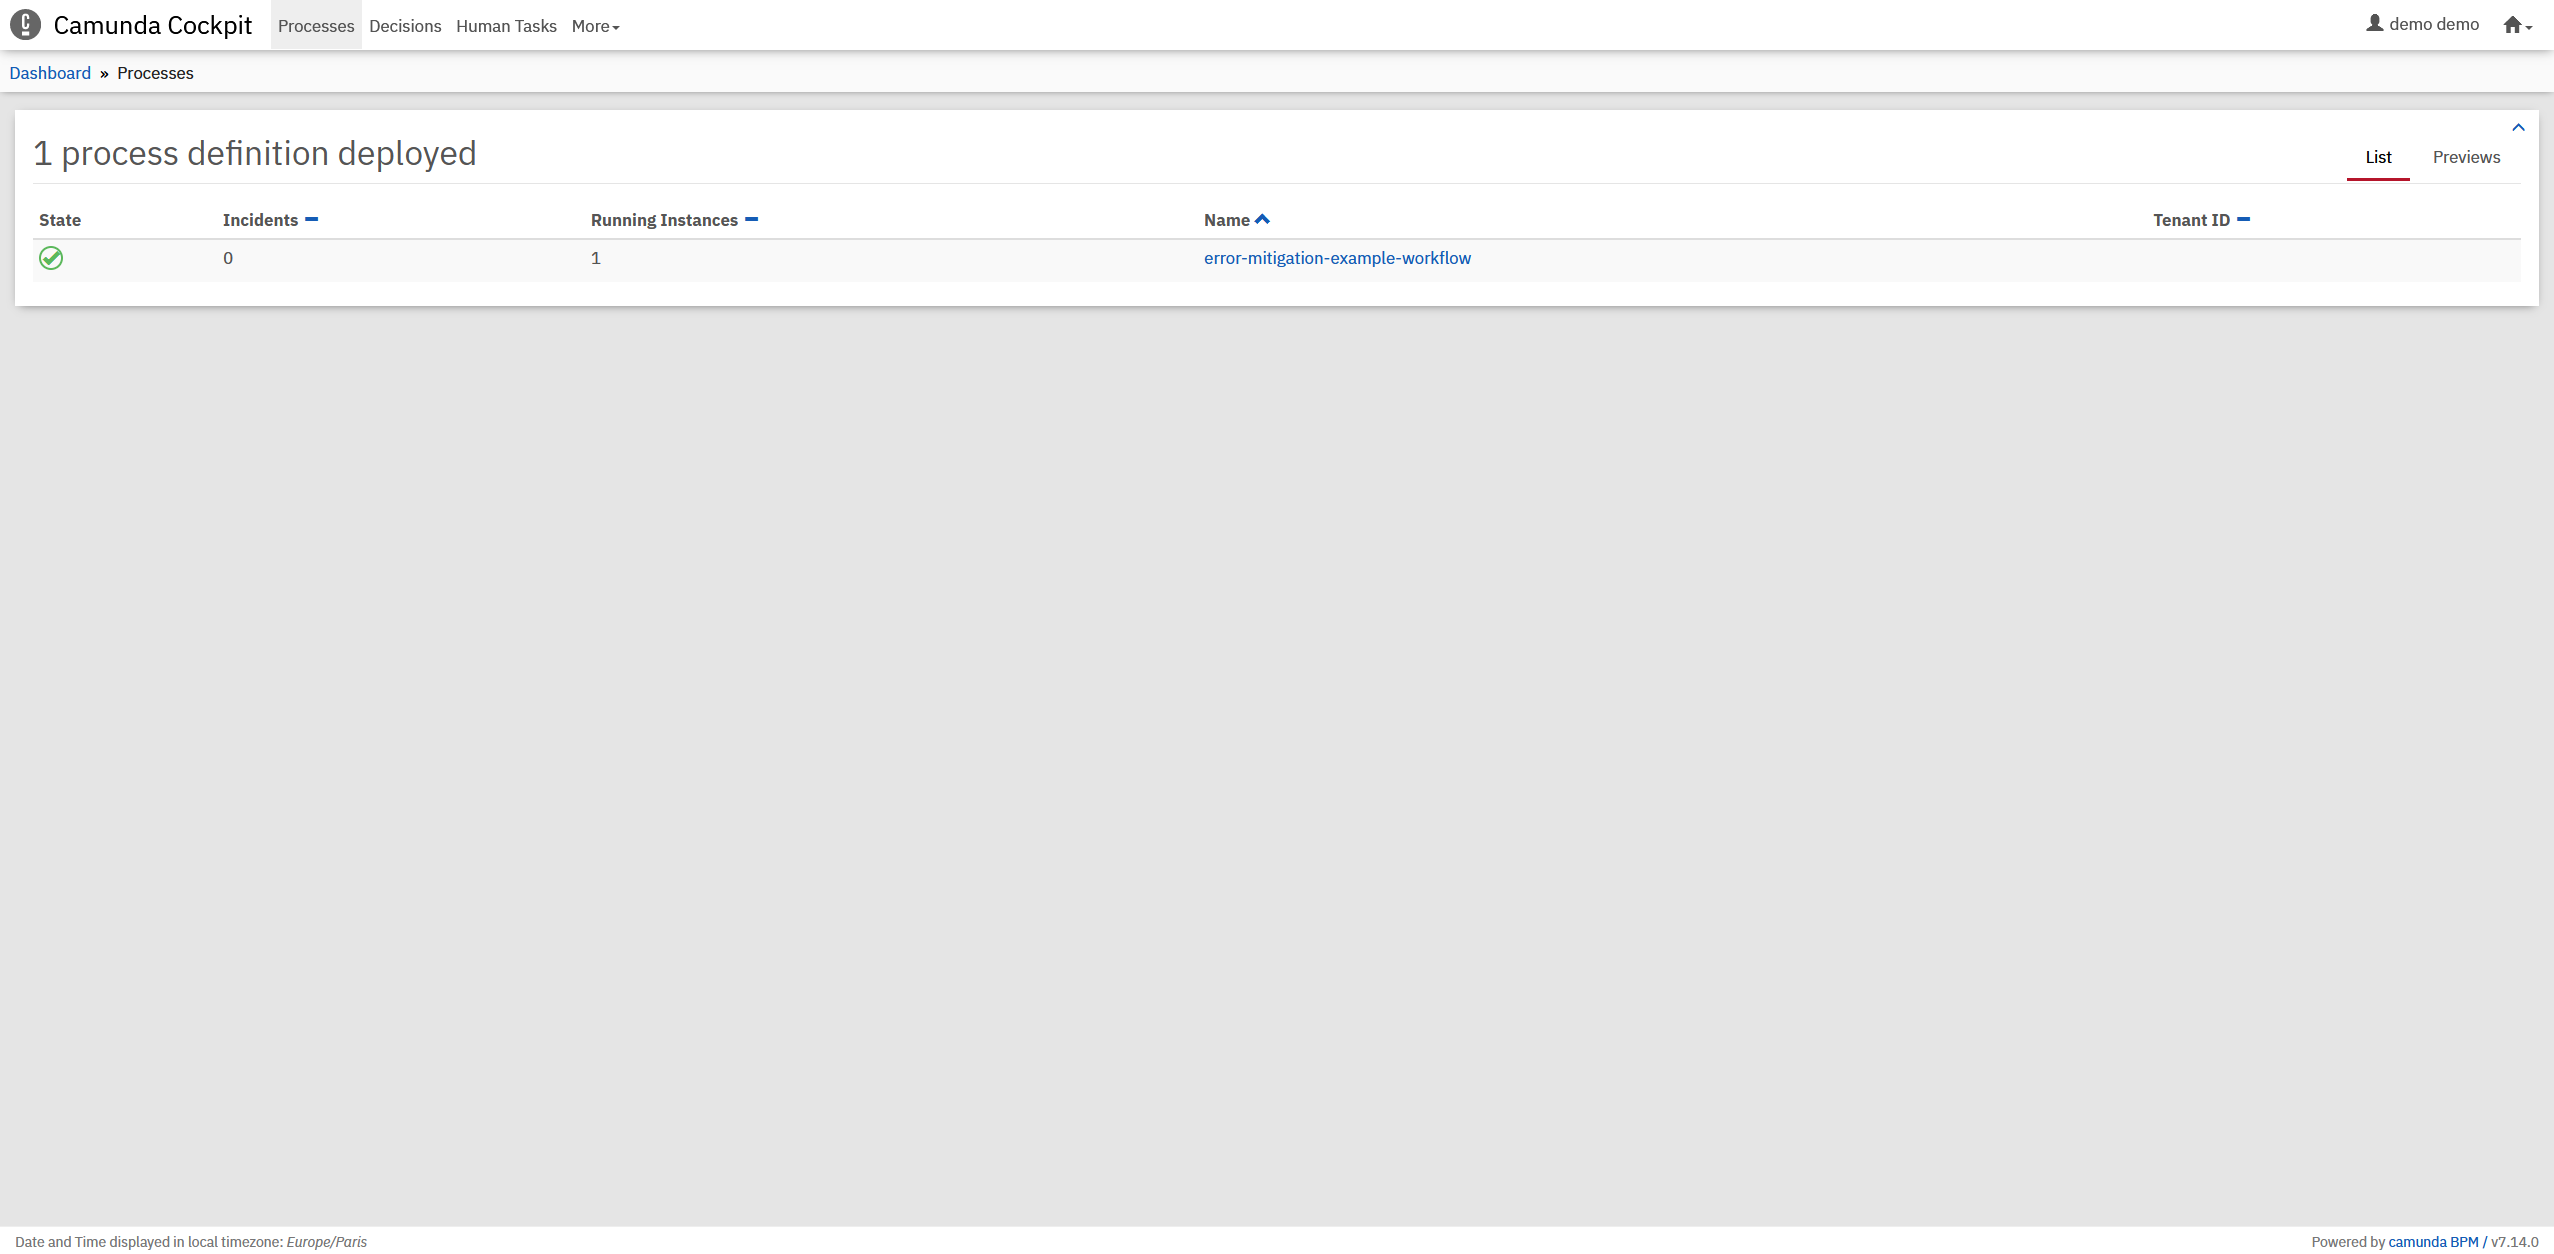 Camunda Cockpit Processes Decisions Human Tasks More demo demo
Dashboard » Processes
1 process definition deployed
List Previews
State Incidents Running Instances Name Tenant ID
0 1 error-mitigation-example-workflow
Date and Time displayed in local timezone: Europe/Paris Powered by camunda BPM / v7.14.0